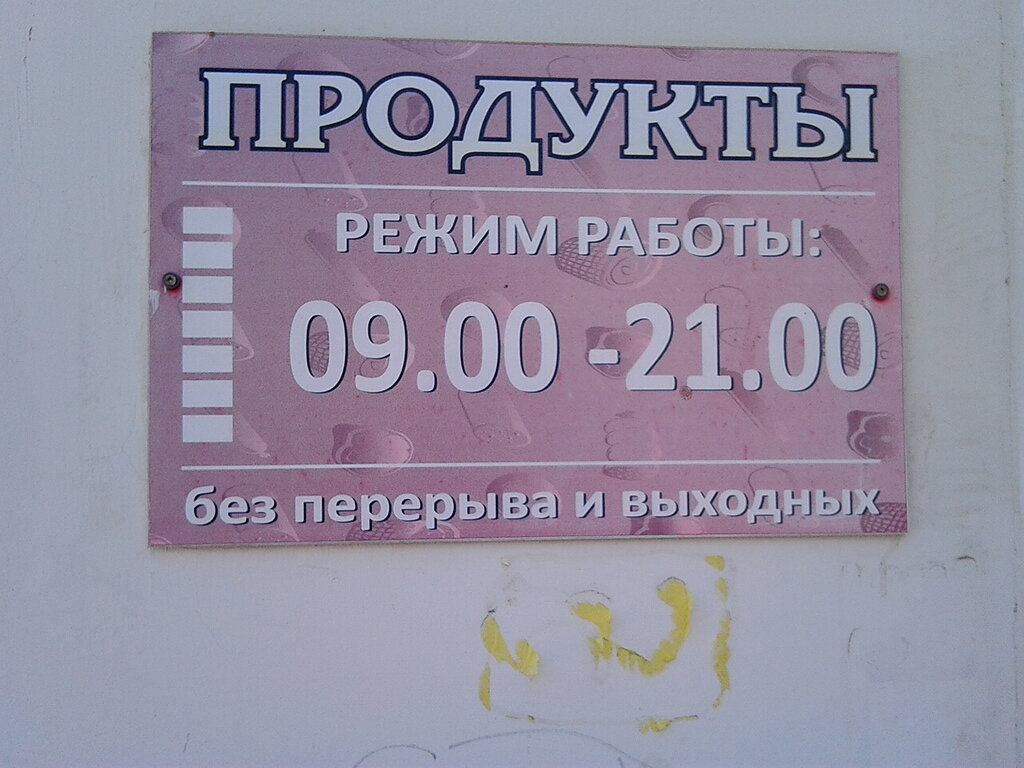 ПРОДУКТЫ
РЕЖИМ РАБОТЫ:
09.00 -21.00
без перерыва и выходных